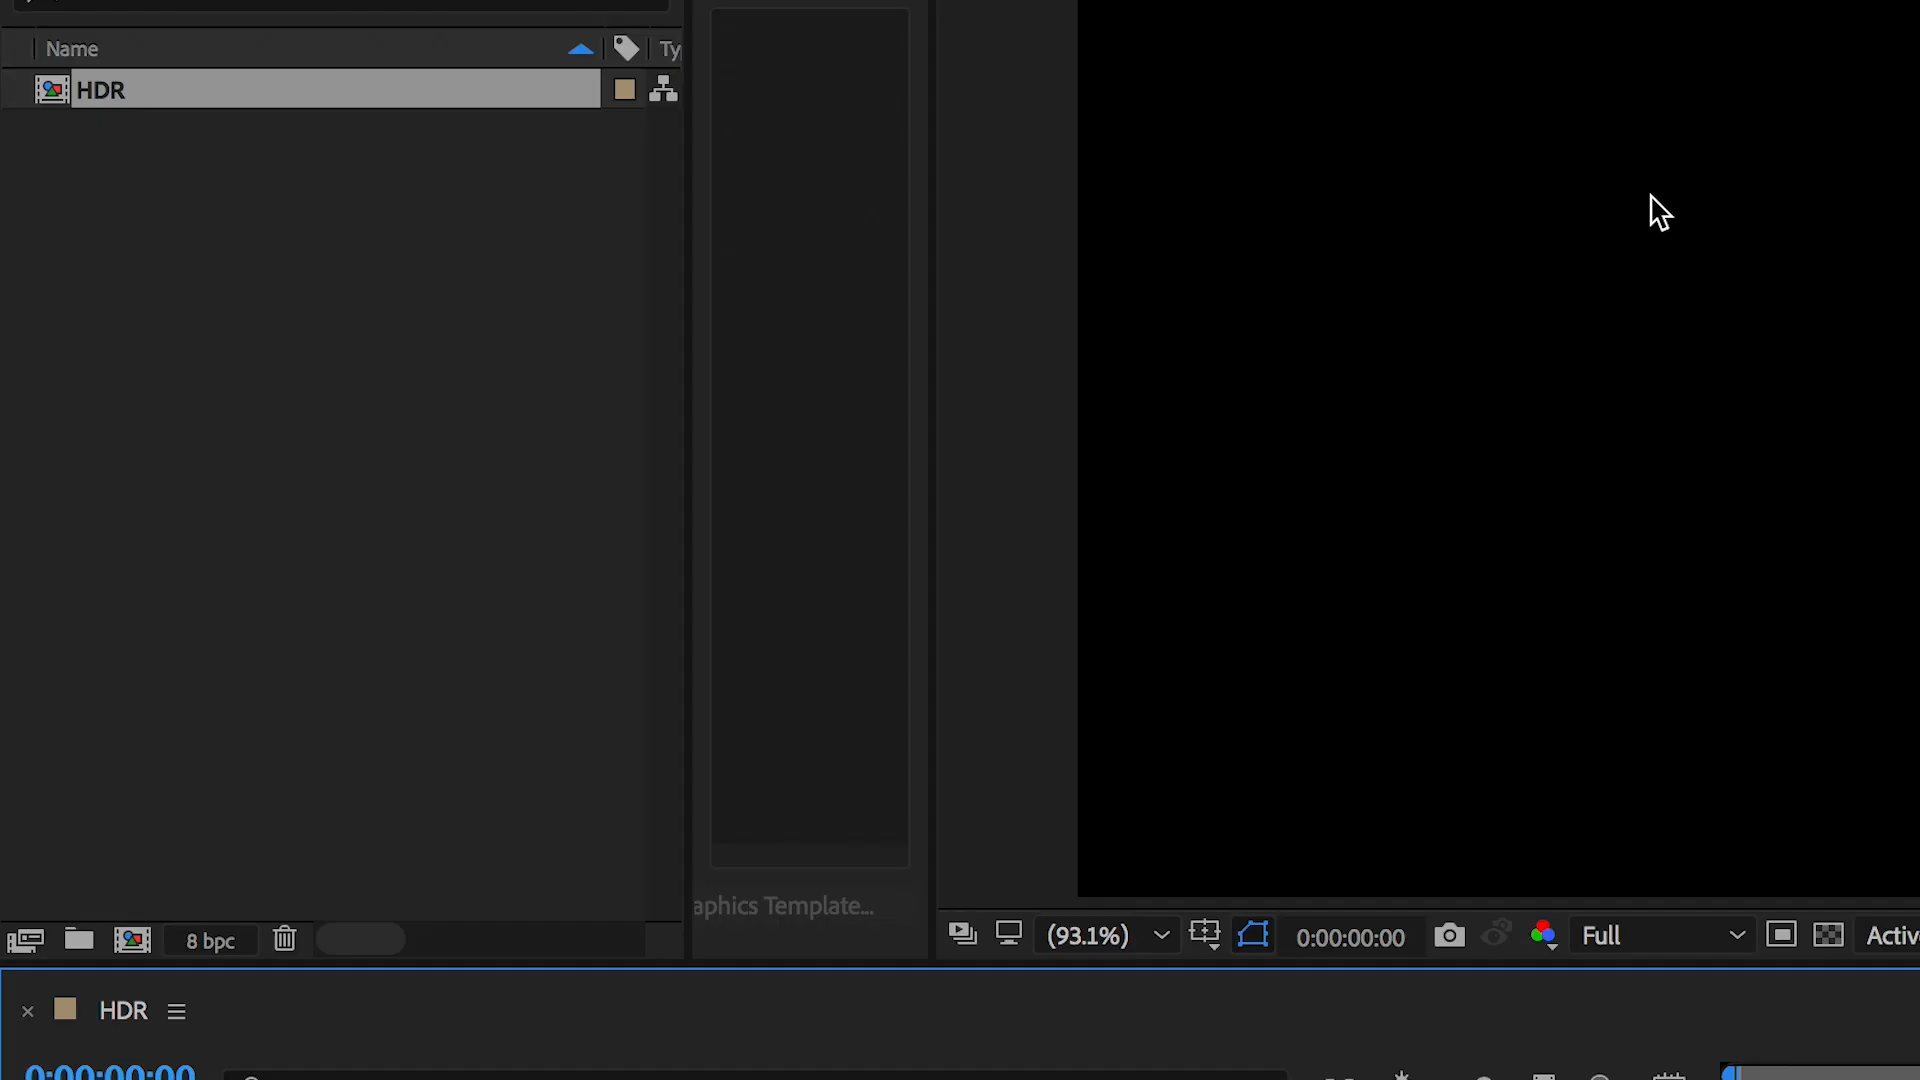 Name
Ty
HDR
aphics Template...
8 bpc
(93.1%)
0:00:00:00
Full
Activ
HDR
0:00:00:00